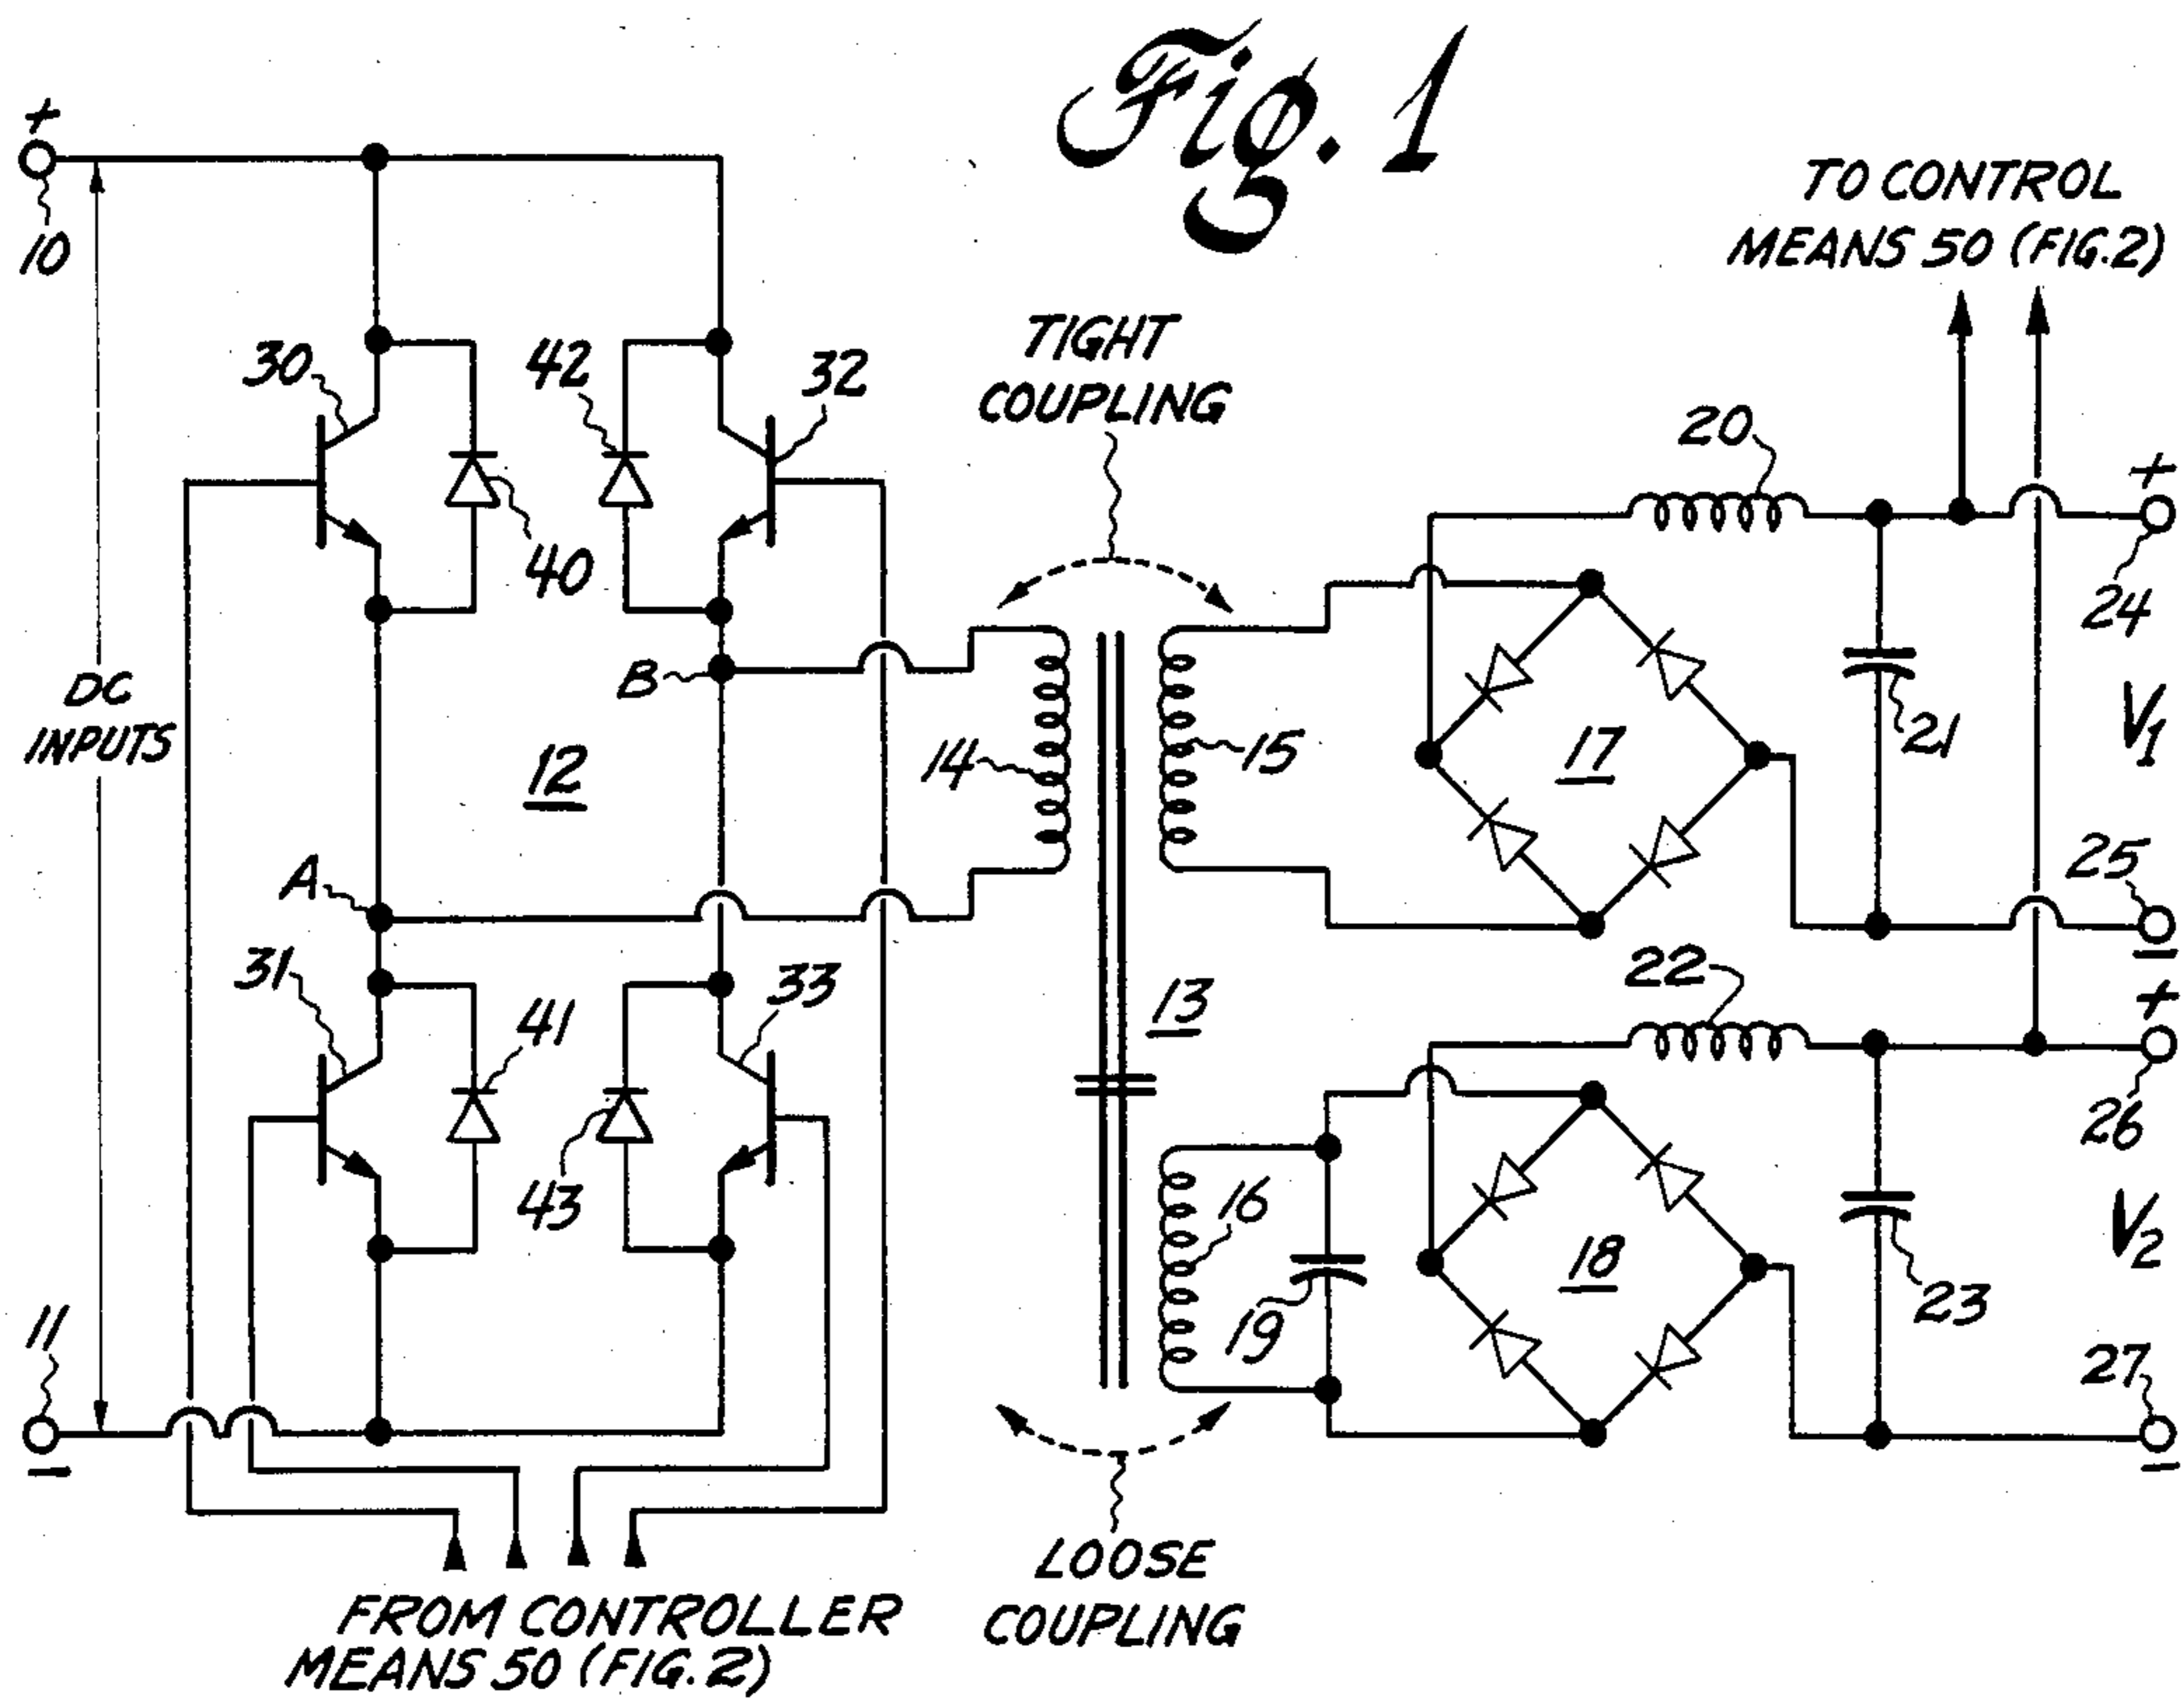 Fig. 1
+
10
DC
INPUTS
11
−
30
42
32
40
B
12
A
31
41
33
43
FROM CONTROLLER
MEANS 50 (FIG. 2)
TIGHT
COUPLING
14
15
13
16
19
LOOSE
COUPLING
TO CONTROL
MEANS 50 (FIG.2)
20
17
21
+
24
V1
25
−
22
18
23
+
26
V2
27
−